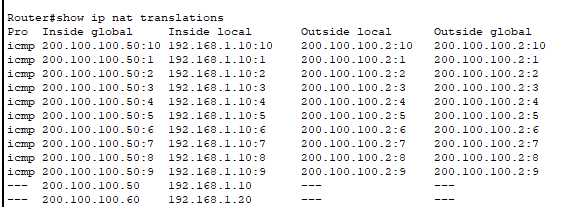 Router#show ip nat translations
Pro  Inside global     Inside local       Outside local      Outside global
icmp 200.100.100.50:10 192.168.1.10:10    200.100.100.2:10   200.100.100.2:10
icmp 200.100.100.50:1  192.168.1.10:1     200.100.100.2:1    200.100.100.2:1
icmp 200.100.100.50:2  192.168.1.10:2     200.100.100.2:2    200.100.100.2:2
icmp 200.100.100.50:3  192.168.1.10:3     200.100.100.2:3    200.100.100.2:3
icmp 200.100.100.50:4  192.168.1.10:4     200.100.100.2:4    200.100.100.2:4
icmp 200.100.100.50:5  192.168.1.10:5     200.100.100.2:5    200.100.100.2:5
icmp 200.100.100.50:6  192.168.1.10:6     200.100.100.2:6    200.100.100.2:6
icmp 200.100.100.50:7  192.168.1.10:7     200.100.100.2:7    200.100.100.2:7
icmp 200.100.100.50:8  192.168.1.10:8     200.100.100.2:8    200.100.100.2:8
icmp 200.100.100.50:9  192.168.1.10:9     200.100.100.2:9    200.100.100.2:9
---  200.100.100.50    192.168.1.10       ---                ---
---  200.100.100.60    192.168.1.20       ---                ---